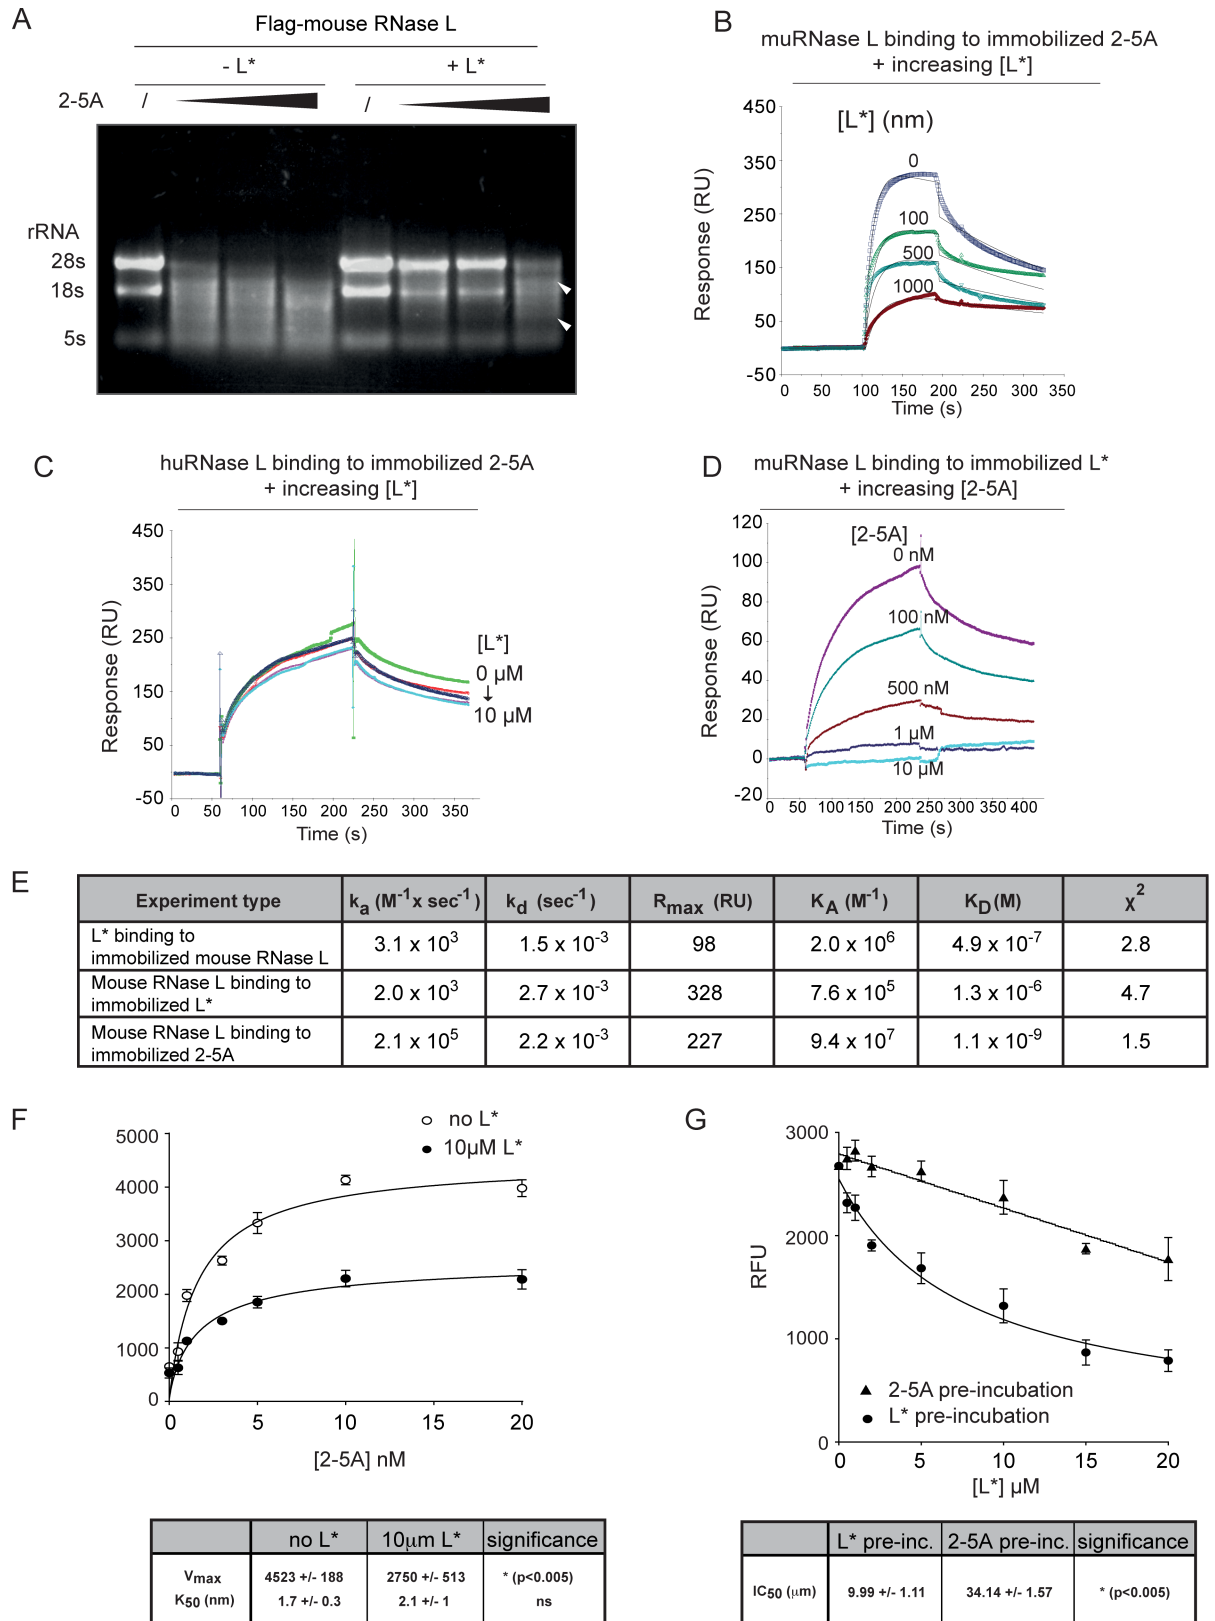 A
Flag-mouse RNase L
- L*
+ L*
2-5A
/
/
rRNA
28s
18s
5s
B
muRNase L binding to immobilized 2-5A
+ increasing [L*]
[L*] (nm)
0
100
500
1000
450
350
250
150
50
-50
Response (RU)
0 50 100 150 200 250 300 350
Time (s)
C
huRNase L binding to immobilized 2-5A
+ increasing [L*]
450
350
250
150
50
-50
Response (RU)
[L*]
0 µM
10 µM
0 50 100 150 200 250 300 350
Time (s)
D
muRNase L binding to immobilized L*
+ increasing [2-5A]
120
100
80
60
40
20
0
-20
Response (RU)
[2-5A]
0 nM
100 nM
500 nM
1 µM
10 µM
0 50 100 150 200 250 300 350 400
Time (s)
E
Experiment type ka (M-1 x sec-1) kd (sec-1) Rmax (RU) KA (M-1) KD(M) χ2
L* binding to
immobilized mouse RNase L 3.1 x 10^3 1.5 x 10^-3 98 2.0 x 10^6 4.9 x 10^-7 2.8
Mouse RNase L binding to
immobilized L* 2.0 x 10^3 2.7 x 10^-3 328 7.6 x 10^5 1.3 x 10^-6 4.7
Mouse RNase L binding to
immobilized 2-5A 2.1 x 10^5 2.2 x 10^-3 227 9.4 x 10^7 1.1 x 10^-9 1.5
F
no L*
10µM L*
5000
4000
3000
2000
1000
0
0 5 10 15 20
[2-5A] nM
no L* 10µm L* significance
Vmax 4523 +/- 188 2750 +/- 513 * (p<0.005)
K50 (nm) 1.7 +/- 0.3 2.1 +/- 1 ns
G
3000
2000
1000
0
RFU
2-5A pre-incubation
L* pre-incubation
0 5 10 15 20
[L*] µM
L* pre-inc. 2-5A pre-inc. significance
IC50 (µm) 9.99 +/- 1.11 34.14 +/- 1.57 * (p<0.005)